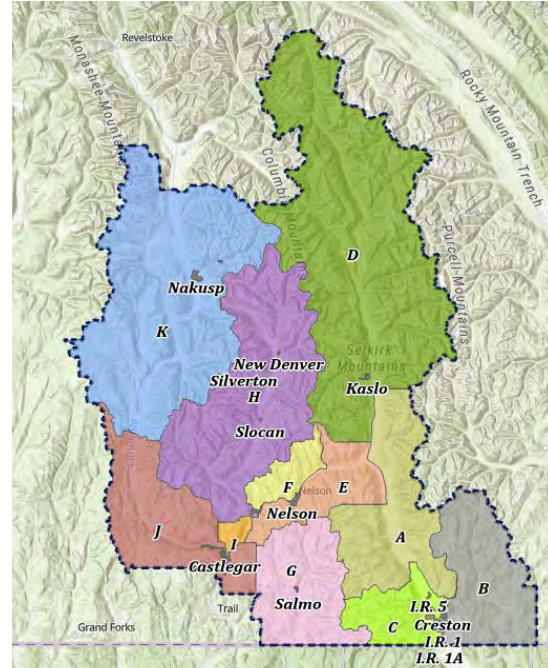 Revelstoke
Monashee Mountains
Rocky Mountain Trench
Columbia Mountains
D
Purcell Mountains
Nakusp
K
Selkirk
Mountains
New Denver
Silverton
Kaslo
H
Slocan
F
E
Nelson
Nelson
J
I
A
Castlegar
G
B
Salmo
I.R. 5
Trail
C
Creston
Grand Forks
I.R. 1
I.R. 1A